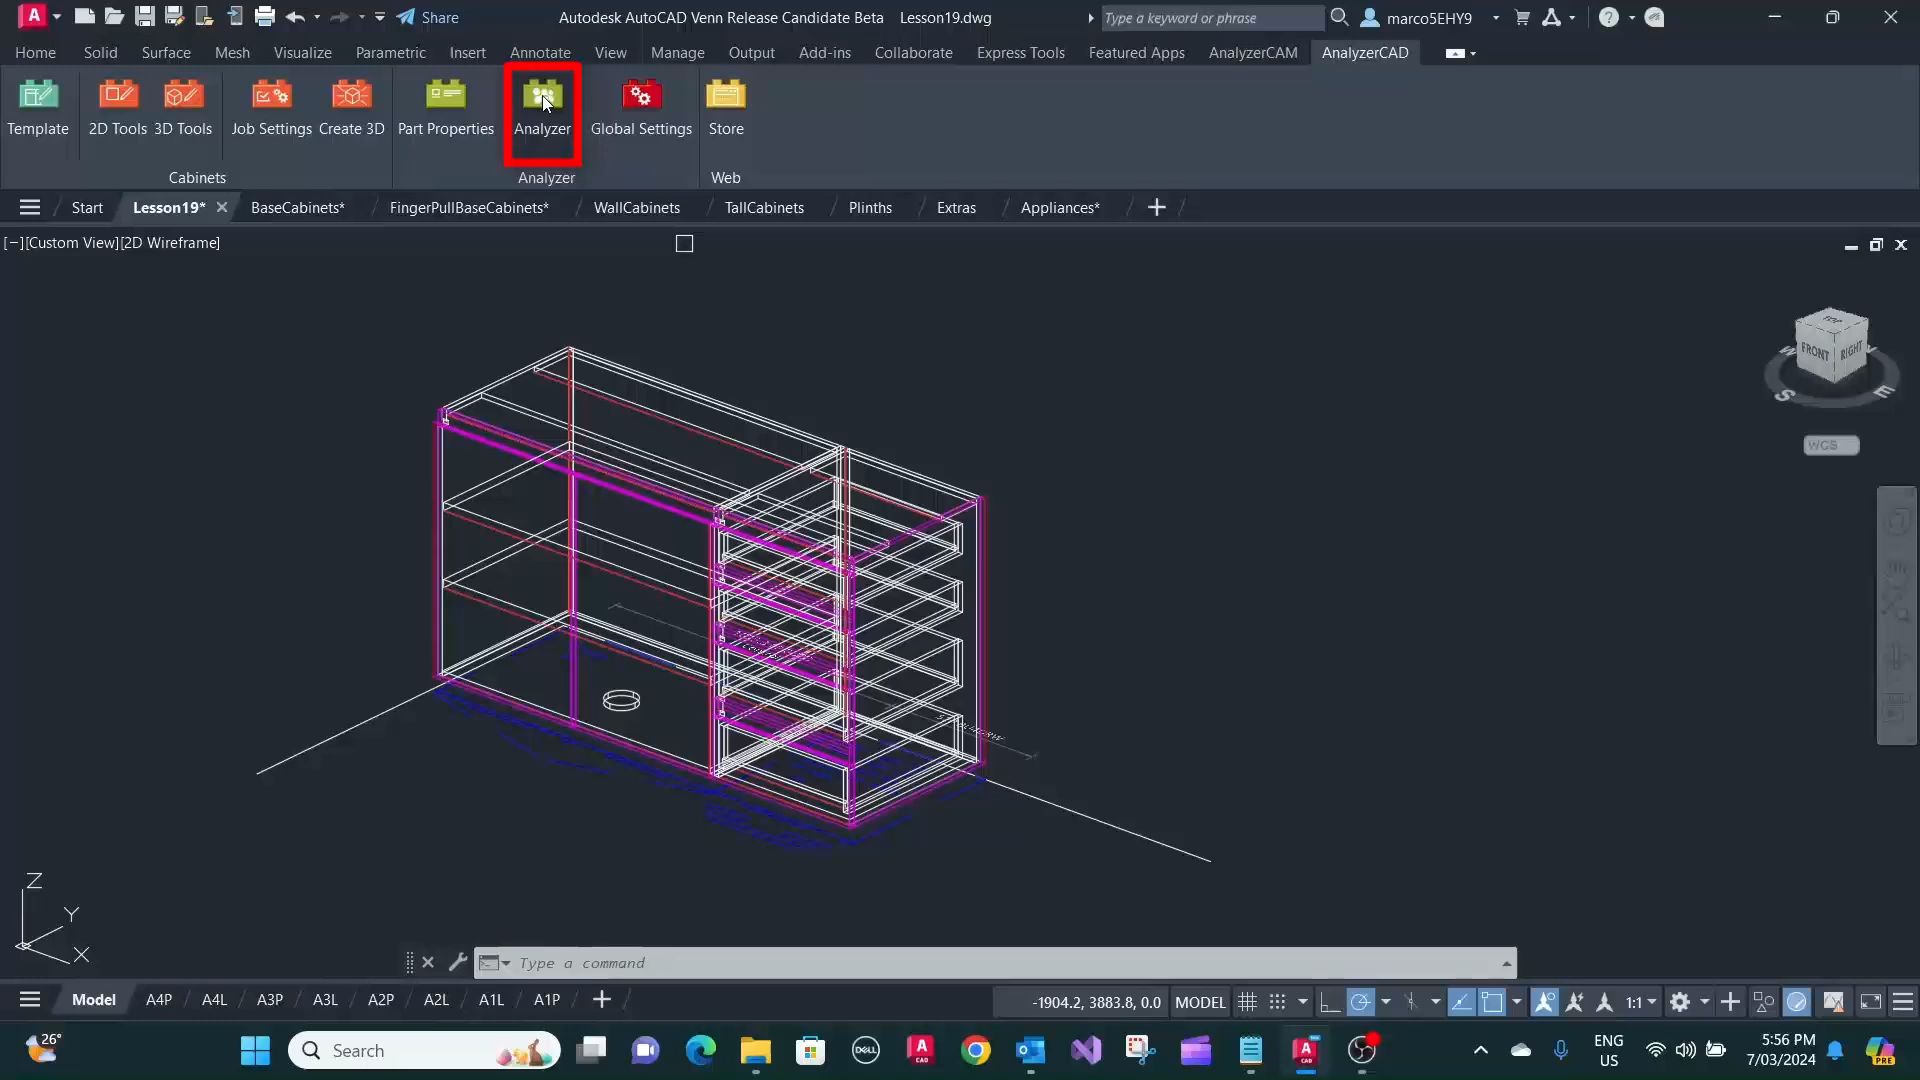 Share
Autodesk AutoCAD Venn Release Candidate Beta Lesson19.dwg
Type a keyword or phrase
marco5EHY9
Home Solid Surface Mesh Visualize Parametric Insert Annotate View Manage Output Add-ins Collaborate Express Tools Featured Apps AnalyzerCAM AnalyzerCAD
Template 2D Tools 3D Tools Job Settings Create 3D Part Properties Analyzer Global Settings Store
Cabinets Analyzer Web
Start Lesson19* BaseCabinets* FingerPullBaseCabinets* WallCabinets TallCabinets Plinths Extras Appliances*
[−][Custom View][2D Wireframe]
TOP
FRONT RIGHT
W S E
WCS
Z
Y
X
Type a command
Model A4P A4L A3P A3L A2P A2L A1L A1P
-1904.2, 3883.8, 0.0 MODEL 1:1
26°
Search
DELL
A CAD
ENG
US
5:56 PM
7/03/2024
PRE